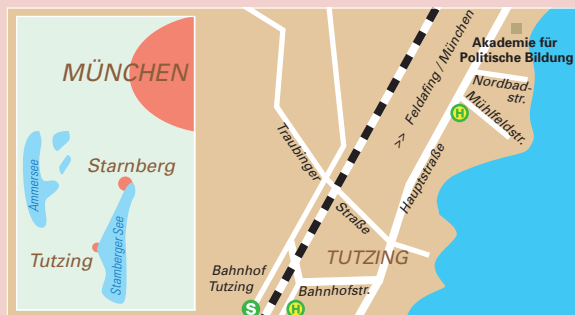 MÜNCHEN
Starnberg
Ammersee
Starnberger See
Tutzing
Akademie für
Politische Bildung
Nordbad-
str.
Mühlfeldstr.
H
>> Feldafing / München
Hauptstraße
Traubinger
Straße
TUTZING
Bahnhof
Tutzing
S
H
Bahnhofstr.